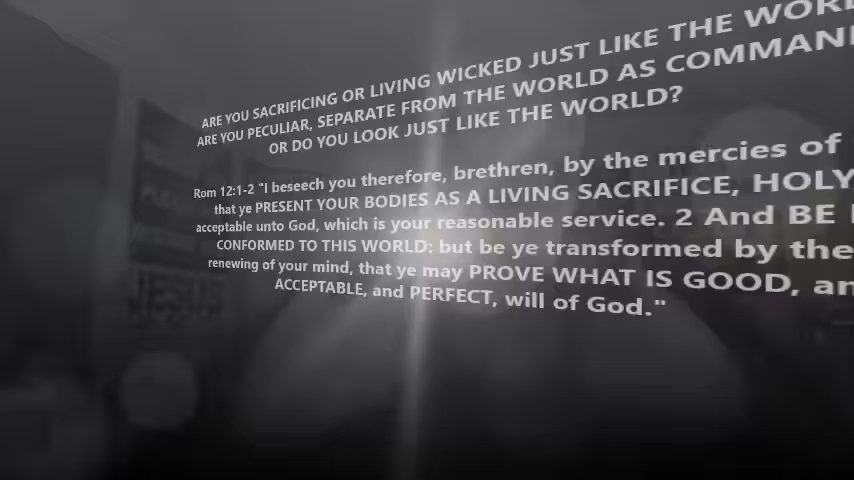 ARE YOU SACRIFICING OR LIVING WICKED JUST LIKE THE
ARE YOU PECULIAR, SEPARATE FROM THE WORLD AS
OR DO YOU LOOK JUST LIKE THE WORLD?
Rom 12:1-2 "I beseech you therefore, brethren, by the mercies of
that ye PRESENT YOUR BODIES AS A LIVING SACRIFICE, HOLY
acceptable unto God, which is your reasonable service. 2 And BE
CONFORMED TO THIS WORLD: but be ye transformed by the
renewing of your mind, that ye may PROVE WHAT IS GOOD,
ACCEPTABLE, and PERFECT, will of God."
JESUS